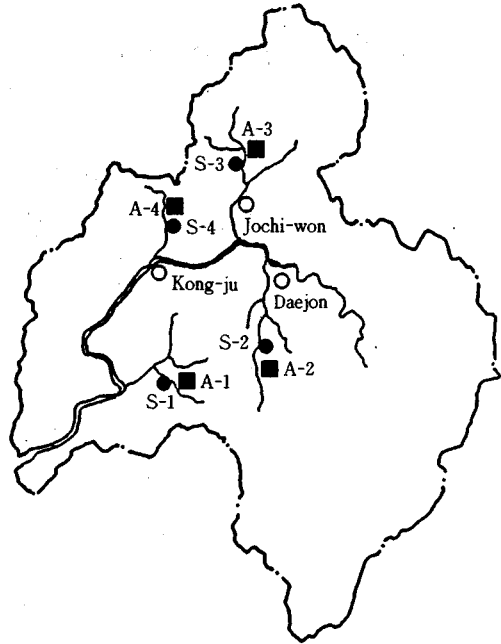 A-3
S-3
A-4
S-4
Jochi-won
Kong-ju
Daejon
S-2
A-2
A-1
S-1